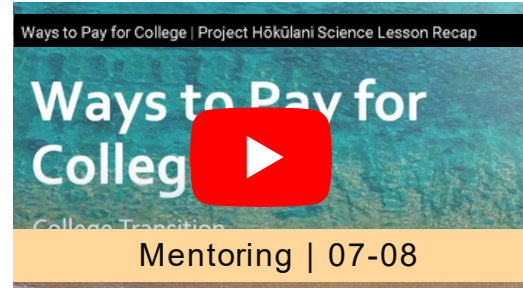 Ways to Pay for College | Project Hōkūlani Science Lesson Recap
Ways to Pay for
College
College Transition
Mentoring | 07-08